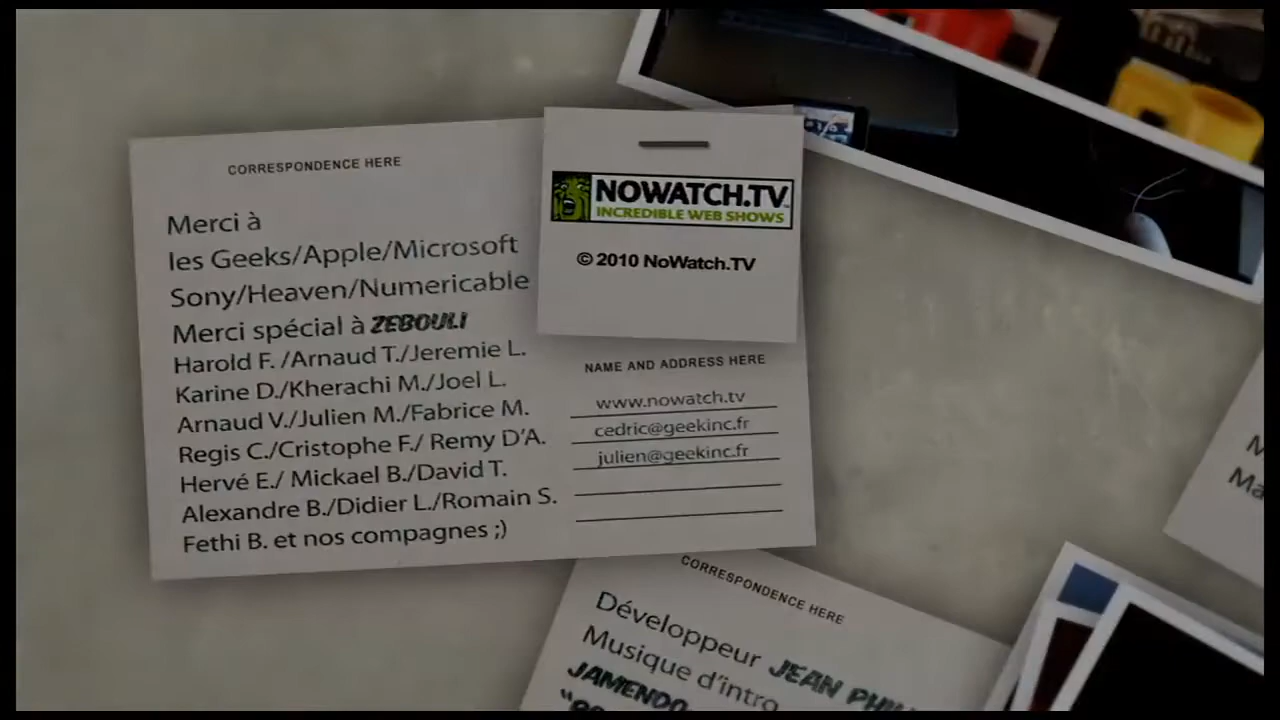 CORRESPONDENCE HERE
Merci à
les Geeks/Apple/Microsoft
Sony/Heaven/Numericable
Merci spécial à ZEBOULI
Harold F. /Arnaud T./Jeremie L.
Karine D./Kherachi M./Joel L.
Arnaud V./Julien M./Fabrice M.
Regis C./Cristophe F./ Remy D'A.
Hervé E./ Mickael B./David T.
Alexandre B./Didier L./Romain S.
Fethi B. et nos compagnes ;)
NOWATCH.TV
INCREDIBLE WEB SHOWS
© 2010 NoWatch.TV
NAME AND ADDRESS HERE
www.nowatch.tv
cedric@geekinc.fr
julien@geekinc.fr
CORRESPONDENCE HERE
Développeur JEAN
Musique d'intro
JAMENDO